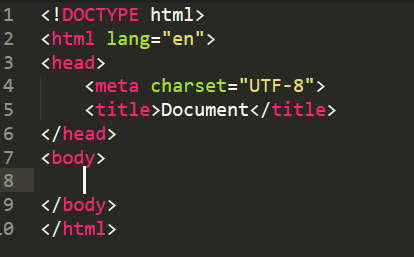 1 <!DOCTYPE html>
2 <html lang="en">
3 <head>
4     <meta charset="UTF-8">
5     <title>Document</title>
6 </head>
7 <body>
8
9 </body>
10 </html>